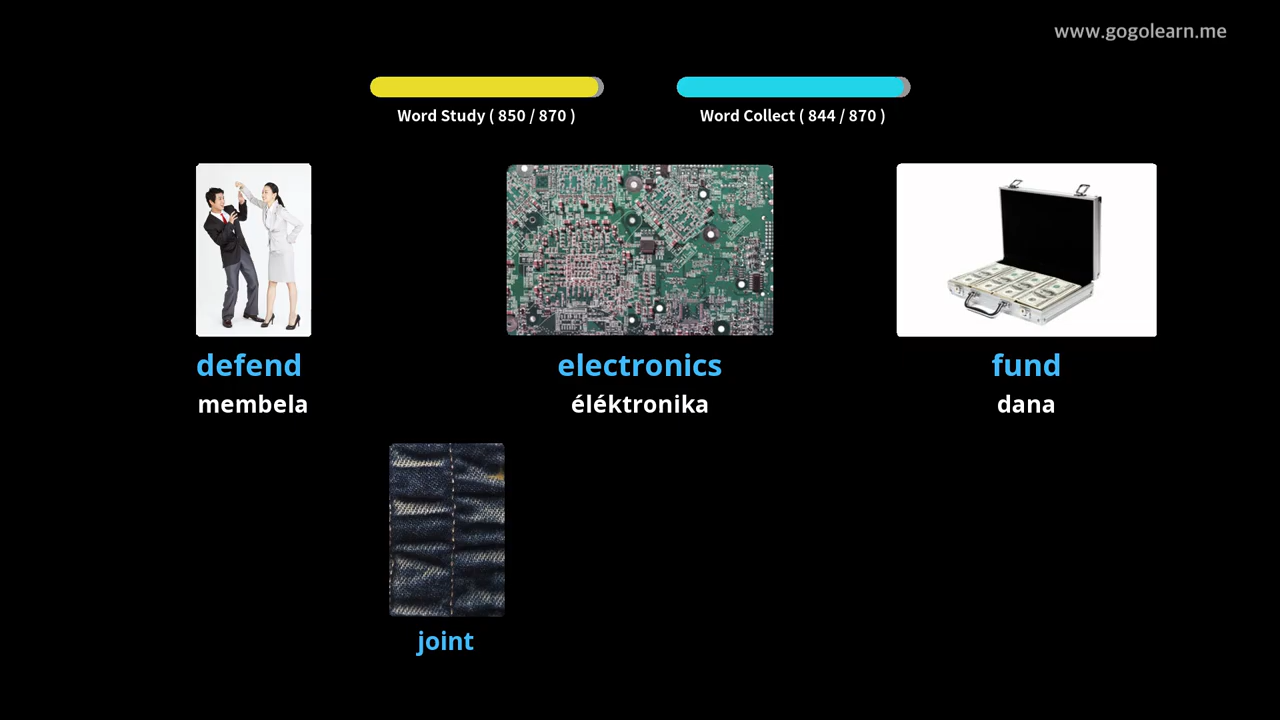 www.gogolearn.me
Word Study ( 850 / 870 )
Word Collect ( 844 / 870 )
defend
membela
electronics
éléktronika
fund
dana
joint